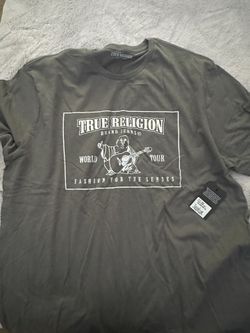 TRUE RELIGION
BRAND JEANS
WORLD TOUR
FASHION FOR THE SENSES